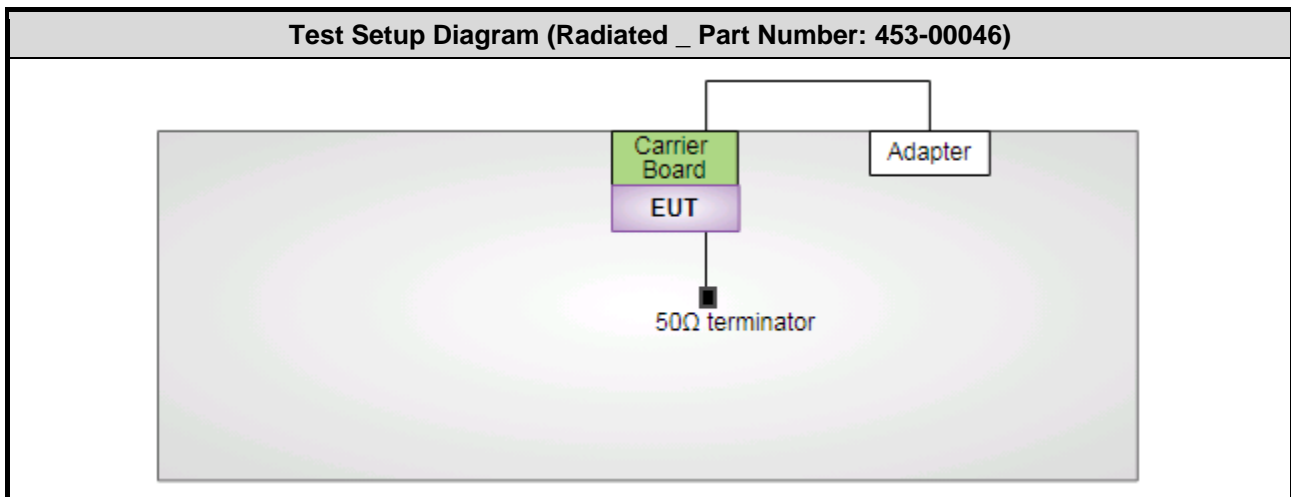 Test Setup Diagram (Radiated _ Part Number: 453-00046)
Carrier
Board
Adapter
EUT
50Ω terminator